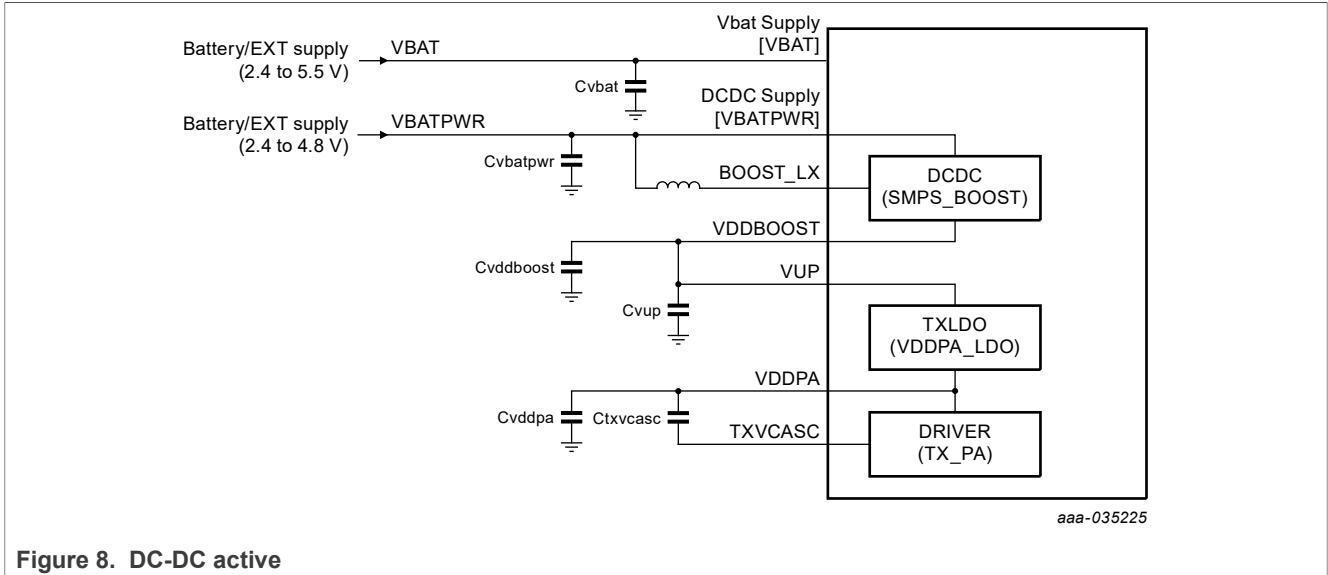 Vbat Supply
[VBAT]
Battery/EXT supply
(2.4 to 5.5 V)
VBAT
Cvbat
DCDC Supply
[VBATPWR]
Battery/EXT supply
(2.4 to 4.8 V)
VBATPWR
Cvbatpwr
BOOST_LX
DCDC
(SMPS_BOOST)
VDDBOOST
Cvddboost
VUP
Cvup
TXLDO
(VDDPA_LDO)
VDDPA
Cvddpa
Ctxvcasc
TXVCASC
DRIVER
(TX_PA)
aaa-035225
Figure 8. DC-DC active